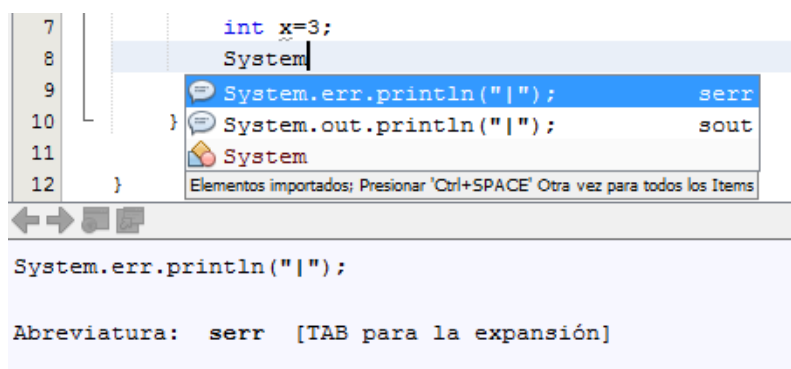 7 int x=3;
8 System
9 System.err.println("|"); serr
10 } System.out.println("|"); sout
11 System
12 } Elementos importados; Presionar 'Ctrl+SPACE' Otra vez para todos los Items
System.err.println("|");
Abreviatura: serr [TAB para la expansión]